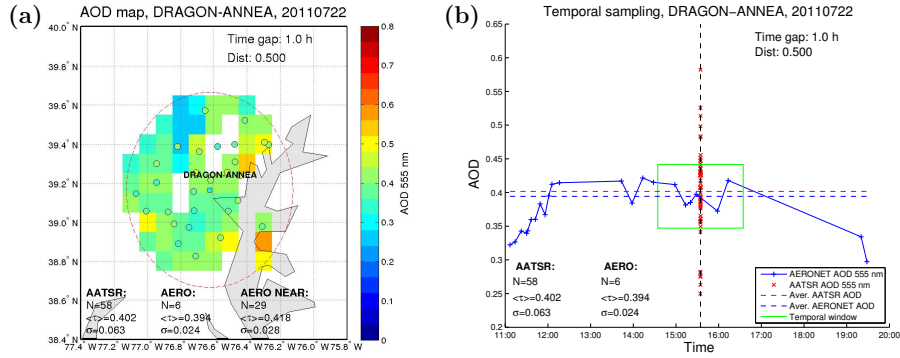 (a)
AOD map, DRAGON-ANNEA, 20110722
40.0° N
39.8° N
39.6° N
39.4° N
39.2° N
39.0° N
38.8° N
38.6° N
38.4° N
77.4° W 77.2° W 77.0° W 76.8° W 76.6° W 76.4° W 76.2° W 76.0° W 75.8° W
Time gap: 1.0 h
Dist: 0.500
DRAGON-ANNEA
AATSR: AERO: AERO NEAR:
N=58 N=6 N=29
<τ>=0.402 <τ>=0.394 <τ>=0.418
σ=0.063 σ=0.024 σ=0.028
0.8
0.7
0.6
0.5
0.4
0.3
0.2
0.1
0
AOD 555 nm
(b)
Temporal sampling, DRAGON−ANNEA, 20110722
Time gap: 1.0 h
Dist: 0.500
0.7
0.65
0.6
0.55
0.5
0.45
0.4
0.35
0.3
0.25
0.2
AOD
AATSR: AERO:
N=58 N=6
<τ>=0.402 <τ>=0.394
σ=0.063 σ=0.024
AERONET AOD 555 nm
AATSR AOD 555 nm
Aver. AATSR AOD
Aver. AERONET AOD
Temporal window
11:00 12:00 13:00 14:00 15:00 16:00 17:00 18:00 19:00 20:00
Time